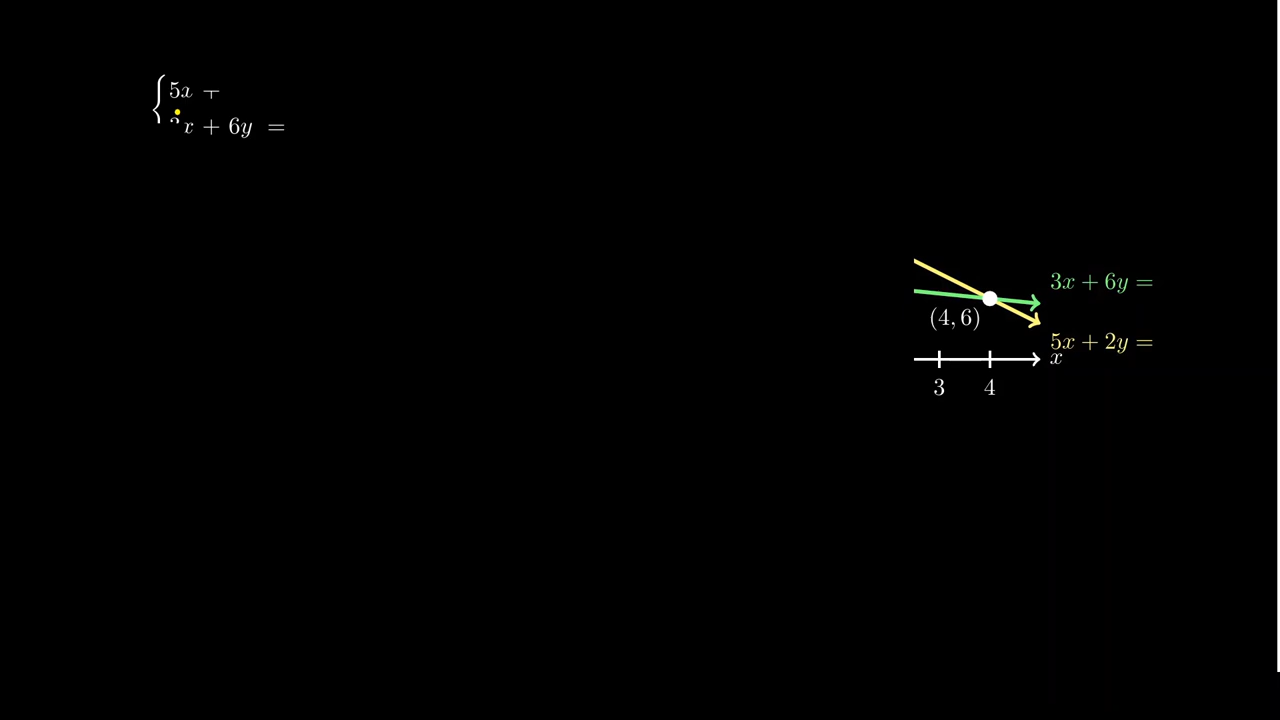 5x +
x + 6y =
3x + 6y =
(4, 6)
5x + 2y =
x
3 4